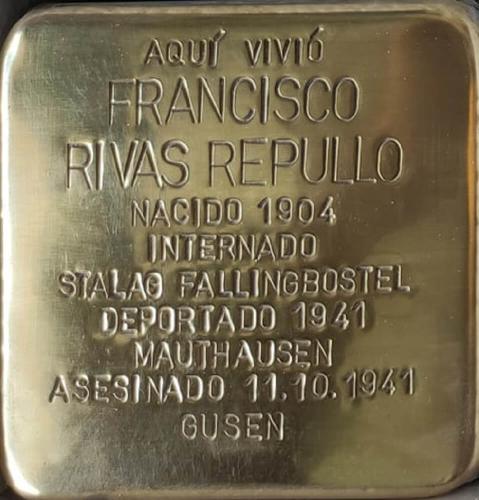 AQUÍ VIVIÓ
FRANCISCO
RIVAS REPULLO
NACIDO 1904
INTERNADO
STALAG FALLINGBOSTEL
DEPORTADO 1941
MAUTHAUSEN
ASESINADO 11.10.1941
GUSEN